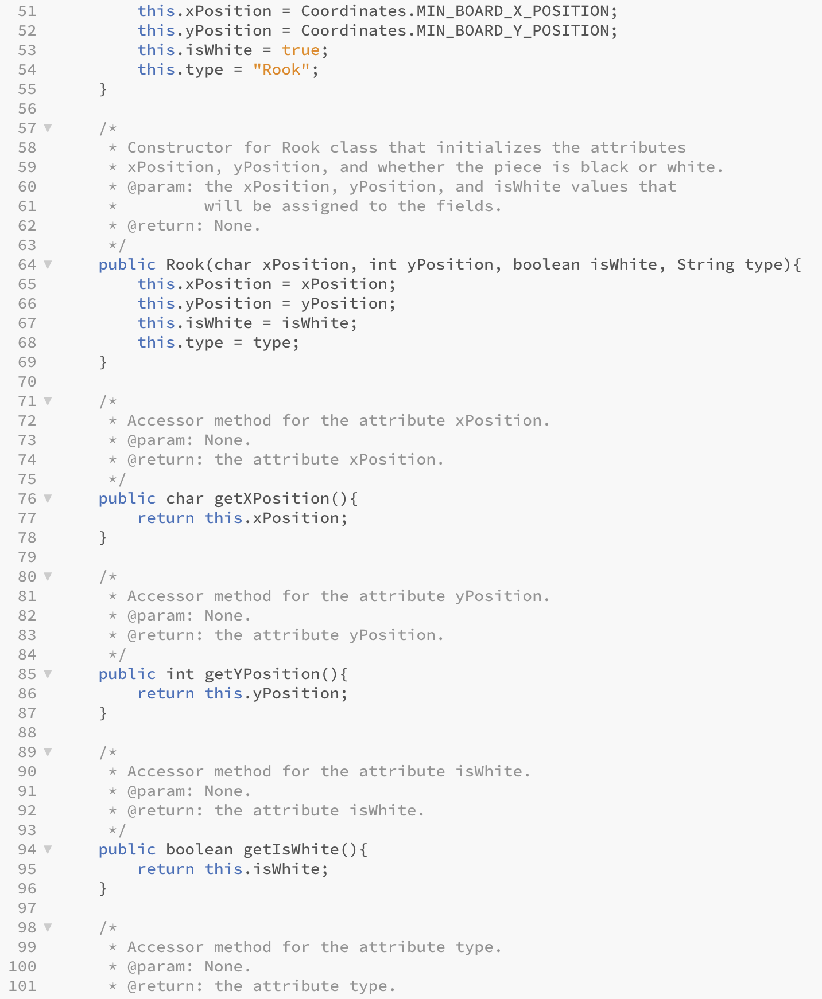 51 this.xPosition = Coordinates.MIN_BOARD_X_POSITION;
52 this.yPosition = Coordinates.MIN_BOARD_Y_POSITION;
53 this.isWhite = true;
54 this.type = "Rook";
55 }
56
57 ▼ /*
58 * Constructor for Rook class that initializes the attributes
59 * xPosition, yPosition, and whether the piece is black or white.
60 * @param: the xPosition, yPosition, and isWhite values that
61 * will be assigned to the fields.
62 * @return: None.
63 */
64 ▼ public Rook(char xPosition, int yPosition, boolean isWhite, String type){
65 this.xPosition = xPosition;
66 this.yPosition = yPosition;
67 this.isWhite = isWhite;
68 this.type = type;
69 }
70
71 ▼ /*
72 * Accessor method for the attribute xPosition.
73 * @param: None.
74 * @return: the attribute xPosition.
75 */
76 ▼ public char getXPosition(){
77 return this.xPosition;
78 }
79
80 ▼ /*
81 * Accessor method for the attribute yPosition.
82 * @param: None.
83 * @return: the attribute yPosition.
84 */
85 ▼ public int getYPosition(){
86 return this.yPosition;
87 }
88
89 ▼ /*
90 * Accessor method for the attribute isWhite.
91 * @param: None.
92 * @return: the attribute isWhite.
93 */
94 ▼ public boolean getIsWhite(){
95 return this.isWhite;
96 }
97
98 ▼ /*
99 * Accessor method for the attribute type.
100 * @param: None.
101 * @return: the attribute type.